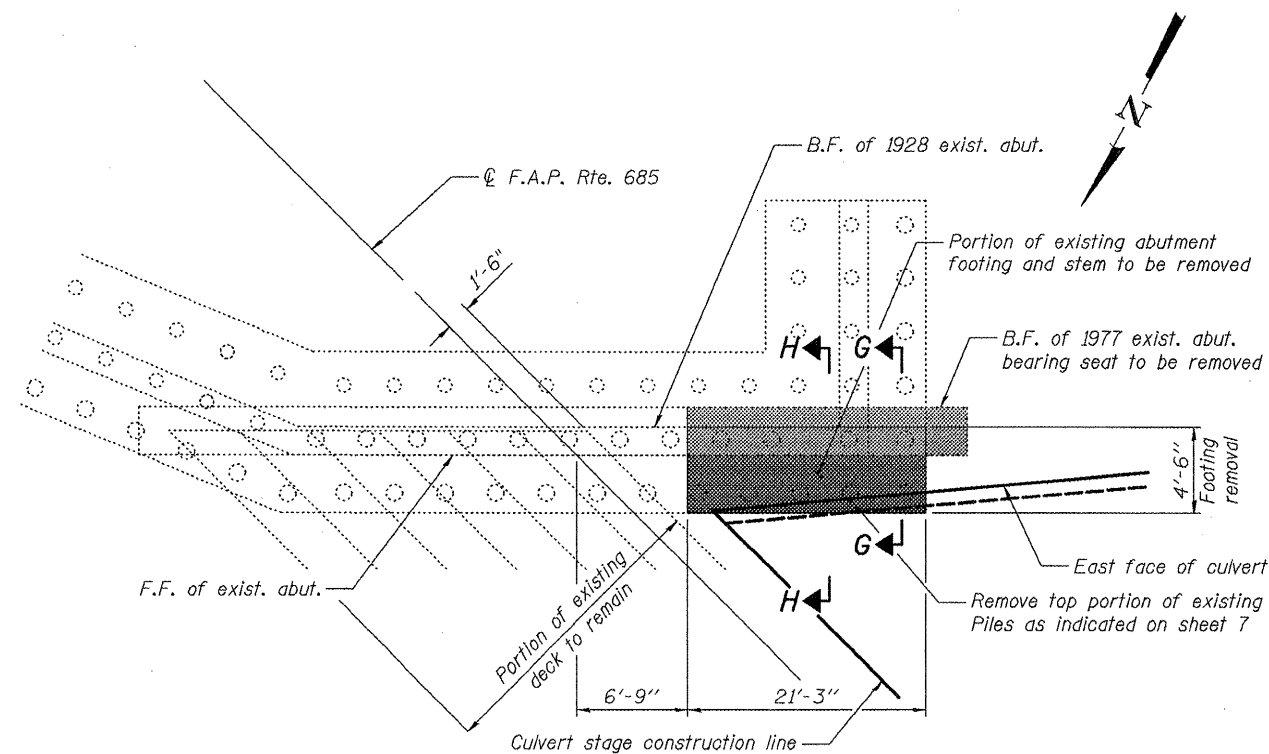 N
B.F. of 1928 exist. abut.
℄ F.A.P. Rte. 685
1'-6"
Portion of existing abutment
footing and stem to be removed
H
G
B.F. of 1977 exist. abut.
bearing seat to be removed
4'-6"
Footing
removal
G
East face of culvert
F.F. of exist. abut.
H
Remove top portion of existing
Piles as indicated on sheet 7
Portion of existing
deck to remain
6'-9"
21'-3"
Culvert stage construction line